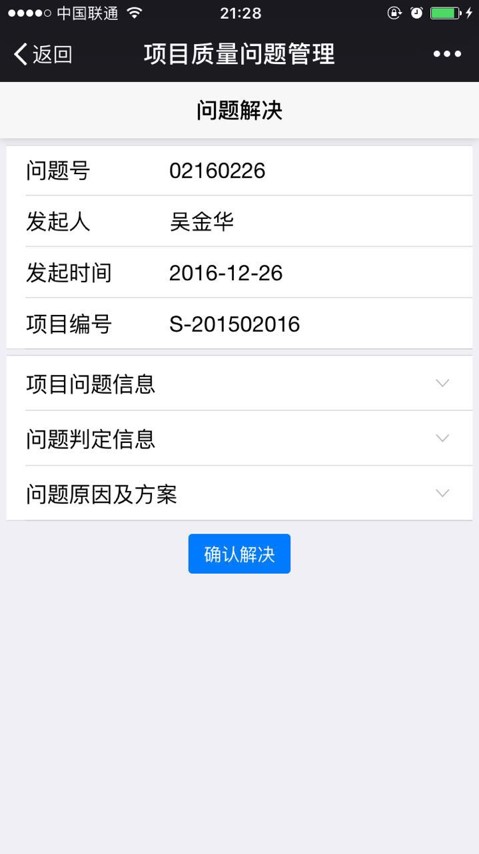 中国联通 21:28
返回 项目质量问题管理
问题解决
问题号 02160226
发起人 吴金华
发起时间 2016-12-26
项目编号 S-201502016
项目问题信息
问题判定信息
问题原因及方案
确认解决